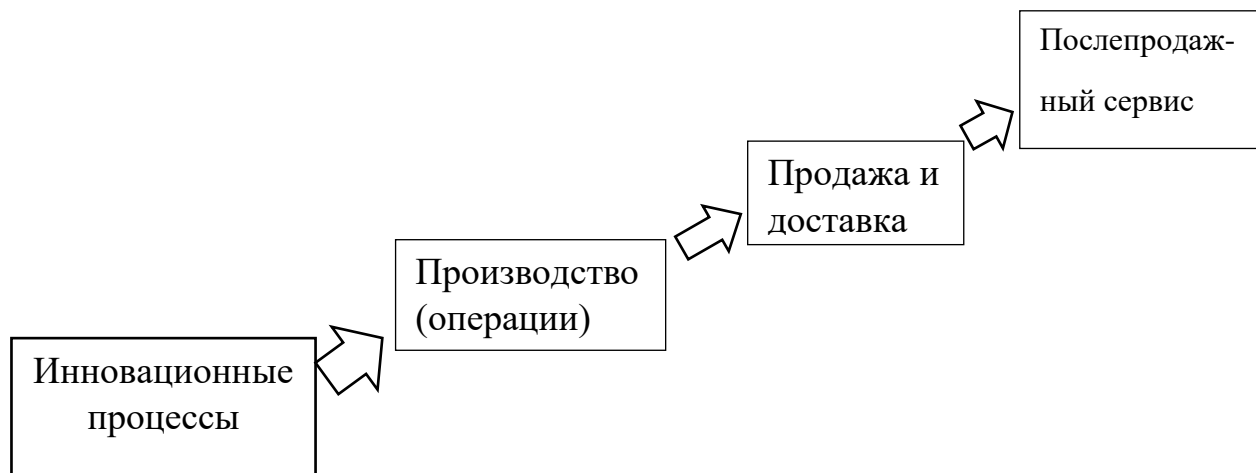 Послепродаж-
ный сервис
Продажа и
доставка
Производство
(операции)
Инновационные
процессы